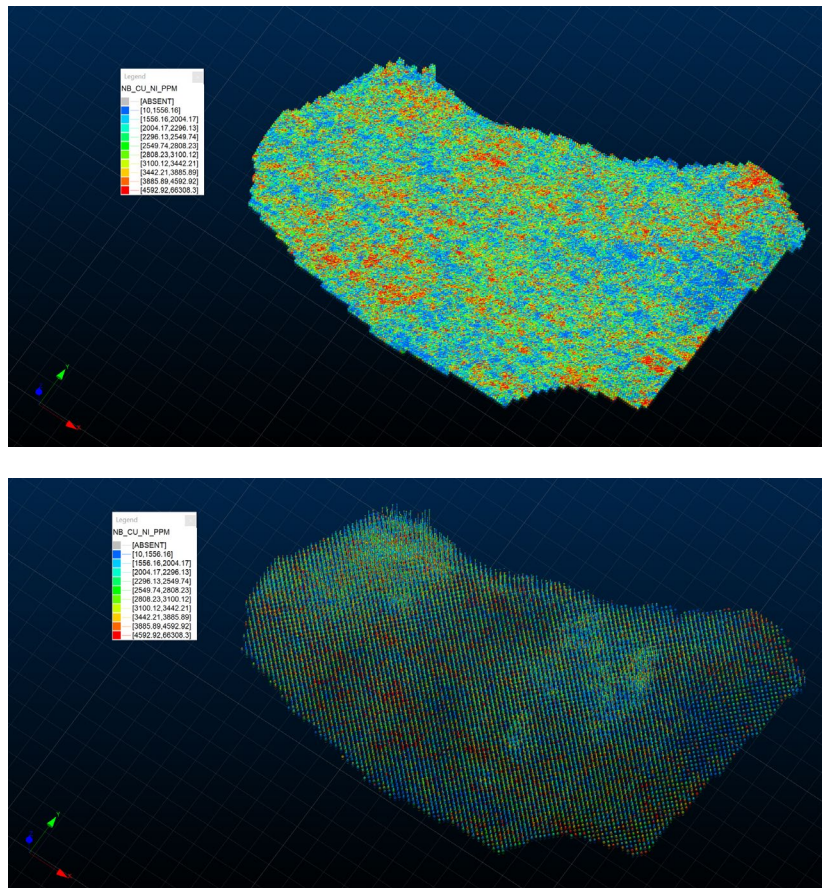 Legend
NB_CU_NI_PPM
[ABSENT]
[10,1556.16]
[1556.16,2004.17]
[2004.17,2296.13]
[2296.13,2549.74]
[2549.74,2808.23]
[2808.23,3100.12]
[3100.12,3442.21]
[3442.21,3885.89]
[3885.89,4592.92]
[4592.92,66308.3]
Y
X
Legend
NB_CU_NI_PPM
[ABSENT]
[10,1556.16]
[1556.16,2004.17]
[2004.17,2296.13]
[2296.13,2549.74]
[2549.74,2808.23]
[2808.23,3100.12]
[3100.12,3442.21]
[3442.21,3885.89]
[3885.89,4592.92]
[4592.92,66308.3]
Y
X